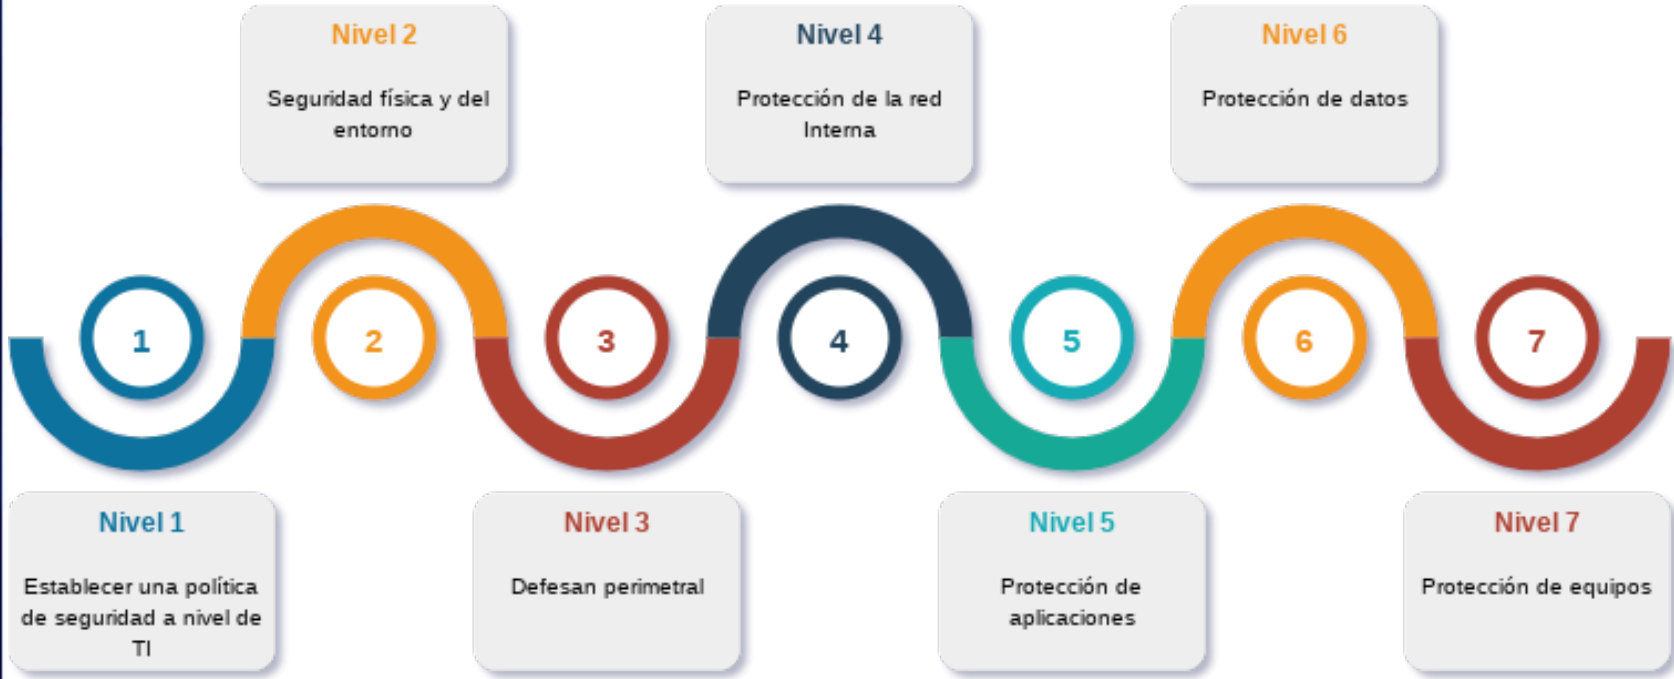 Nivel 2
Seguridad física y del
entorno
Nivel 4
Protección de la red
Interna
Nivel 6
Protección de datos
1
2
3
4
5
6
7
Nivel 1
Establecer una política
de seguridad a nivel de
TI
Nivel 3
Defesan perimetral
Nivel 5
Protección de
aplicaciones
Nivel 7
Protección de equipos